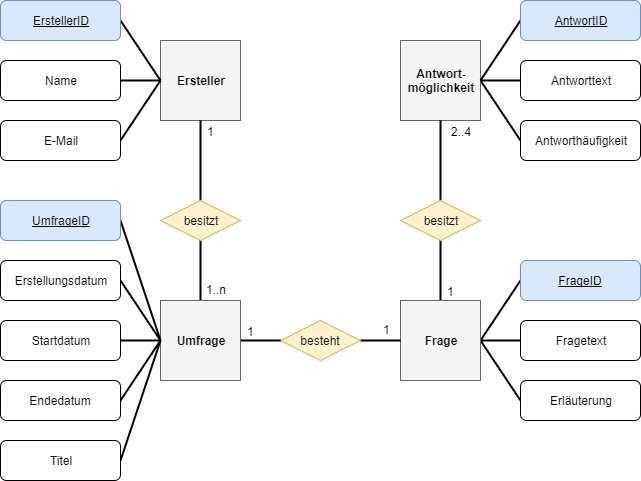 ErstellerID
Name
E-Mail
Ersteller
1
besitzt
1..n
UmfrageID
Erstellungsdatum
Startdatum
Endedatum
Titel
Umfrage
1
besteht
1
Frage
1
besitzt
2..4
Antwort-
möglichkeit
AntwortID
Antworttext
Antworthäufigkeit
FrageID
Fragetext
Erläuterung